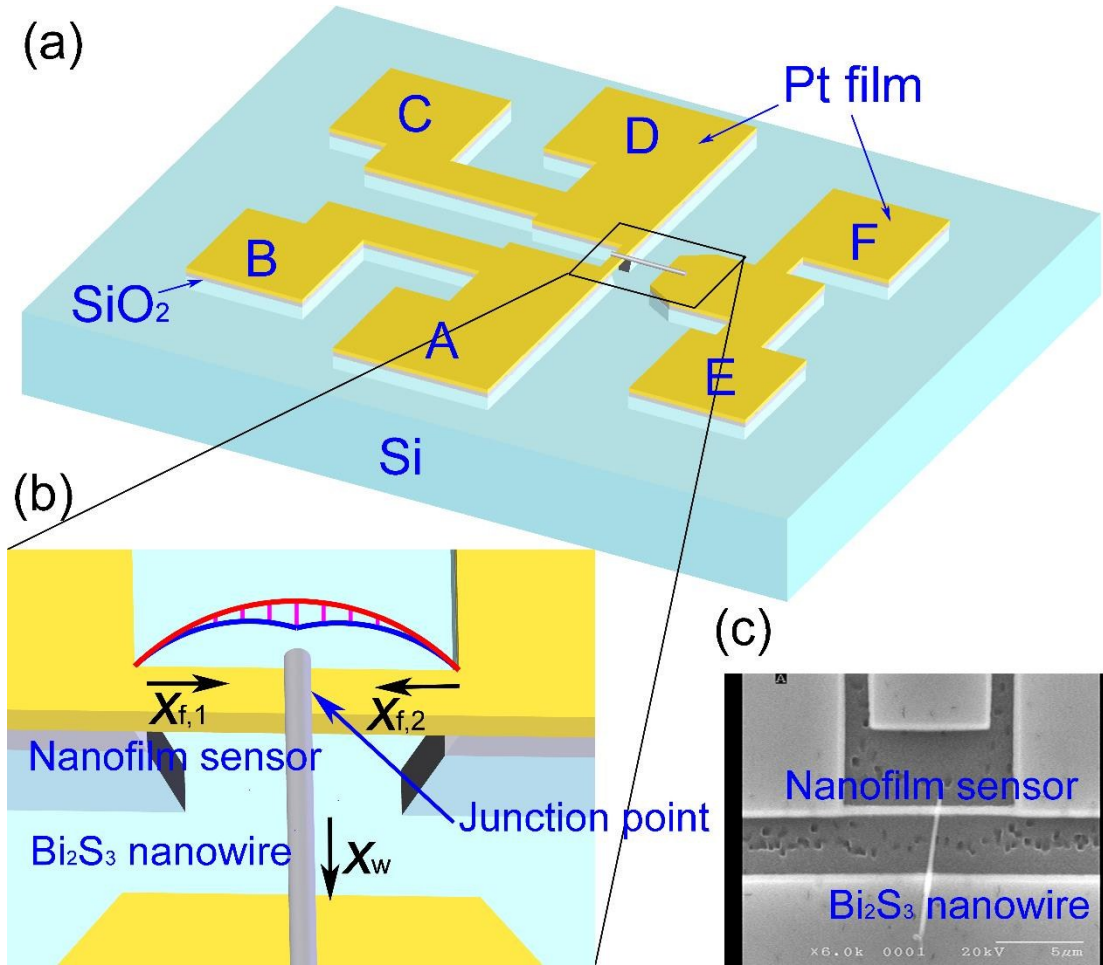 (a)
Pt film
C
D
B
F
SiO₂
A
E
Si
(b)
Xf,1
Xf,2
Nanofilm sensor
Junction point
Bi₂S₃ nanowire
Xw
(c)
A
Nanofilm sensor
Bi₂S₃ nanowire
×6.0k 0001 20kV 5μm